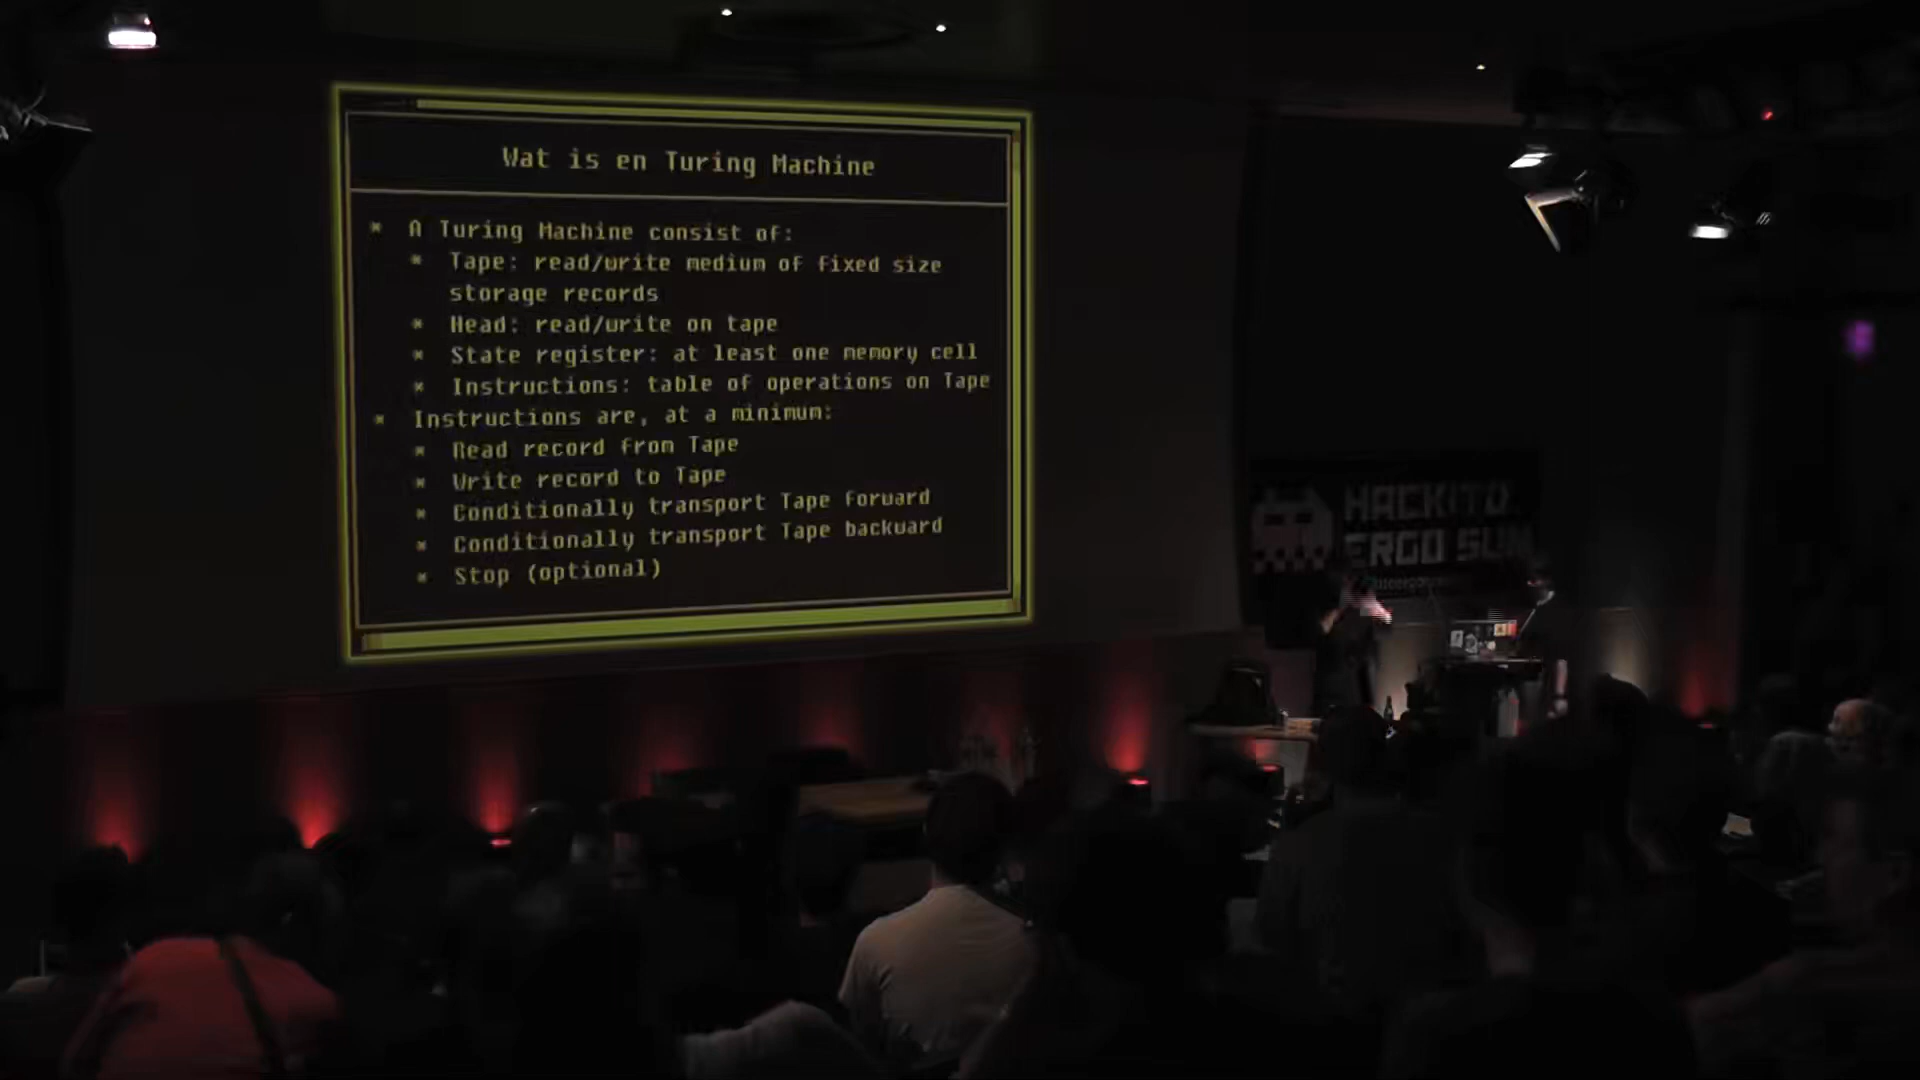 Wat is en Turing Machine
* A Turing Machine consist of:
* Tape: read/write medium of fixed size
storage records
* Head: read/write on tape
* State register: at least one memory cell
* Instructions: table of operations on Tape
* Instructions are, at a minimum:
* Read record from Tape
* Write record to Tape
* Conditionally transport Tape forward
* Conditionally transport Tape backward
* Stop (optional)
HACKITO
ERGO SUM